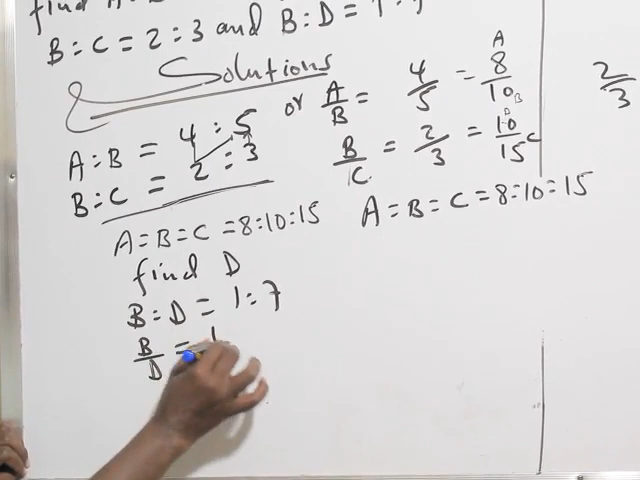 find A:B
B:C = 2:3 and B:D = 1:7
Solutions
A:B = 4:5
B:C = 2:3
or A/B = 4/5 = 8/10 A B
B/C = 2/3 = 10/15 C
2/3
A=B=C =8:10:15
A=B=C=8=10=15
find D
B:D = 1:7
B/D = 1